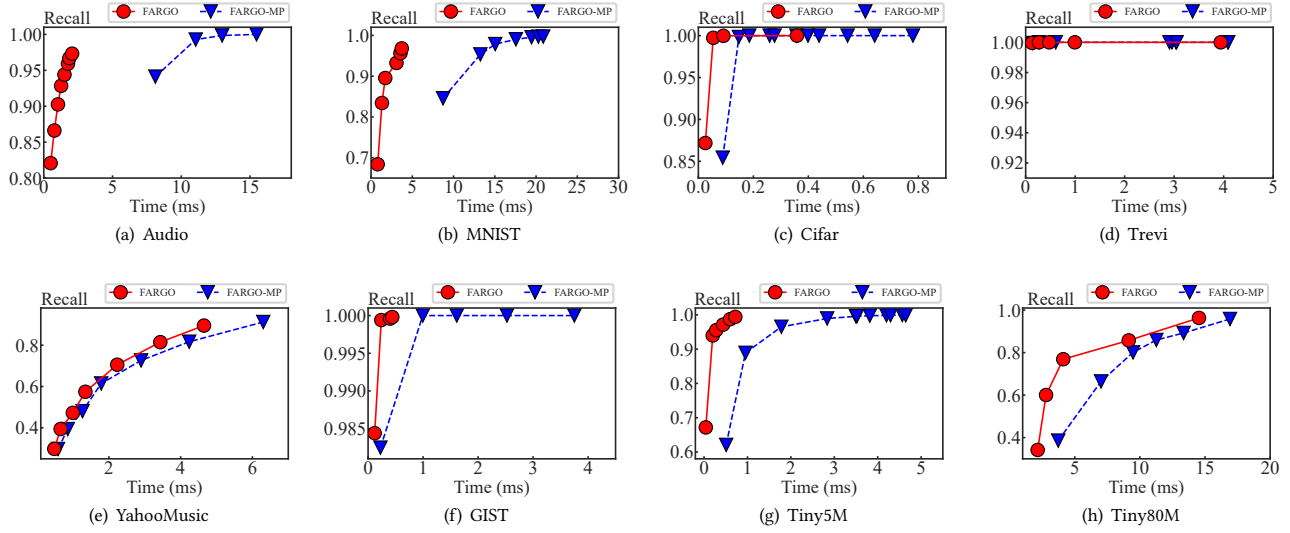 Recall FARGO FARGO-MP
1.00
0.95
0.90
0.85
0.80
0 5 10 15
Time (ms)
(a) Audio
Recall FARGO FARGO-MP
1.0
0.9
0.8
0.7
0 5 10 15 20 25 30
Time (ms)
(b) MNIST
Recall FARGO FARGO-MP
1.00
0.95
0.90
0.85
0.0 0.2 0.4 0.6 0.8
Time (ms)
(c) Cifar
Recall FARGO FARGO-MP
1.00
0.98
0.96
0.94
0.92
0 1 2 3 4 5
Time (ms)
(d) Trevi
Recall FARGO FARGO-MP
0.8
0.6
0.4
2 4 6
Time (ms)
(e) YahooMusic
Recall FARGO FARGO-MP
1.000
0.995
0.990
0.985
0 1 2 3 4
Time (ms)
(f) GIST
Recall FARGO FARGO-MP
1.0
0.9
0.8
0.7
0.6
0 1 2 3 4 5
Time (ms)
(g) Tiny5M
Recall FARGO FARGO-MP
1.0
0.8
0.6
0.4
5 10 15 20
Time (ms)
(h) Tiny80M